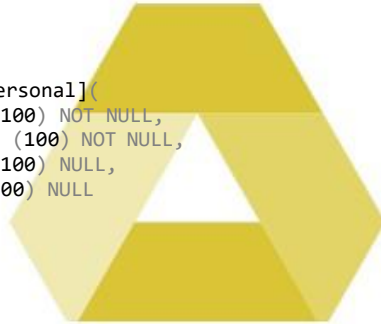 ersonal](
100) NOT NULL,
(100) NOT NULL,
100) NULL,
00) NULL